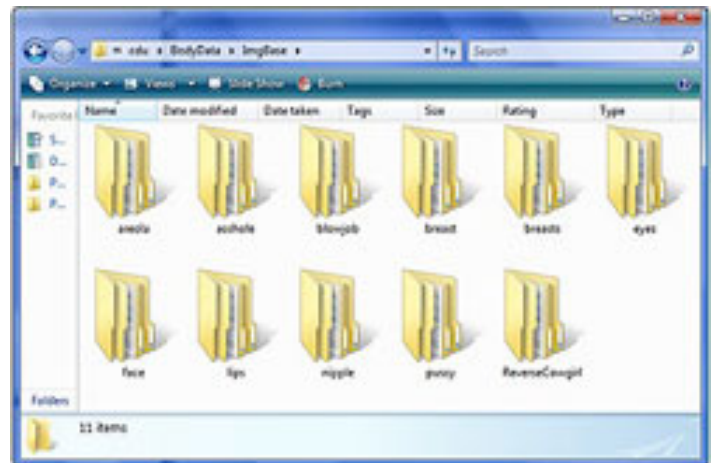 edu ▸ BodyData ▸ ImgBase ▸ Search
Organize Views Slide Show Burn
Favorite Name Date modified Date taken Tags Size Rating Type
S...
D...
P...
P...
areola asshole blowjob breast breasts eyes
face lips nipple pussy ReverseCowgirl
Folders
11 items